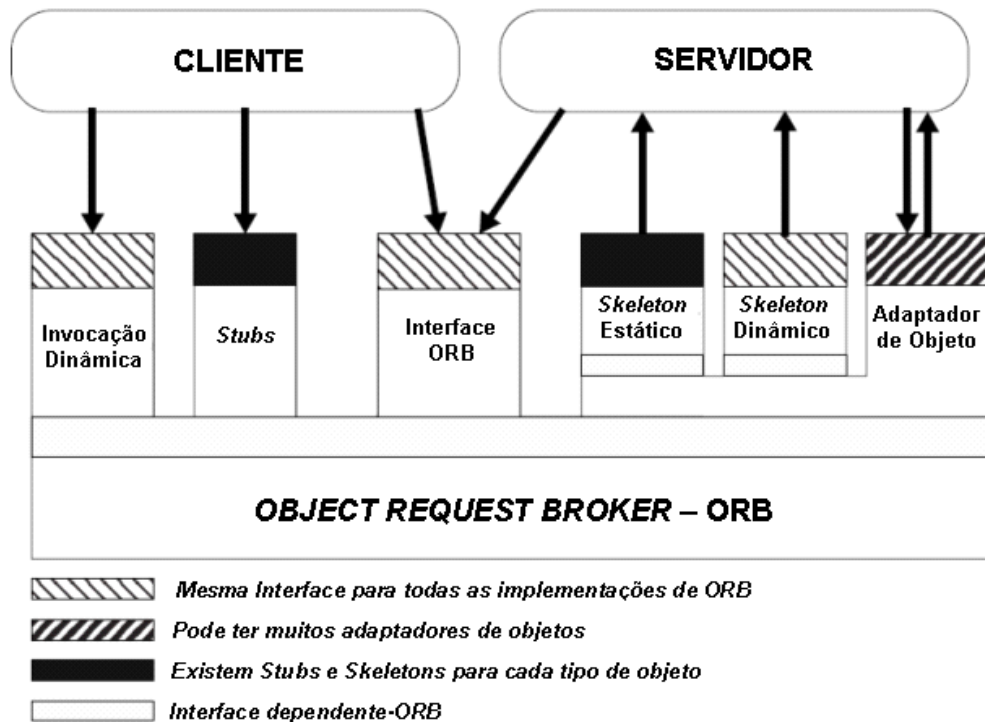 CLIENTE
SERVIDOR
Invocação
Dinâmica
Stubs
Interface
ORB
Skeleton
Estático
Skeleton
Dinâmico
Adaptador
de Objeto
OBJECT REQUEST BROKER – ORB
Mesma Interface para todas as implementações de ORB
Pode ter muitos adaptadores de objetos
Existem Stubs e Skeletons para cada tipo de objeto
Interface dependente-ORB